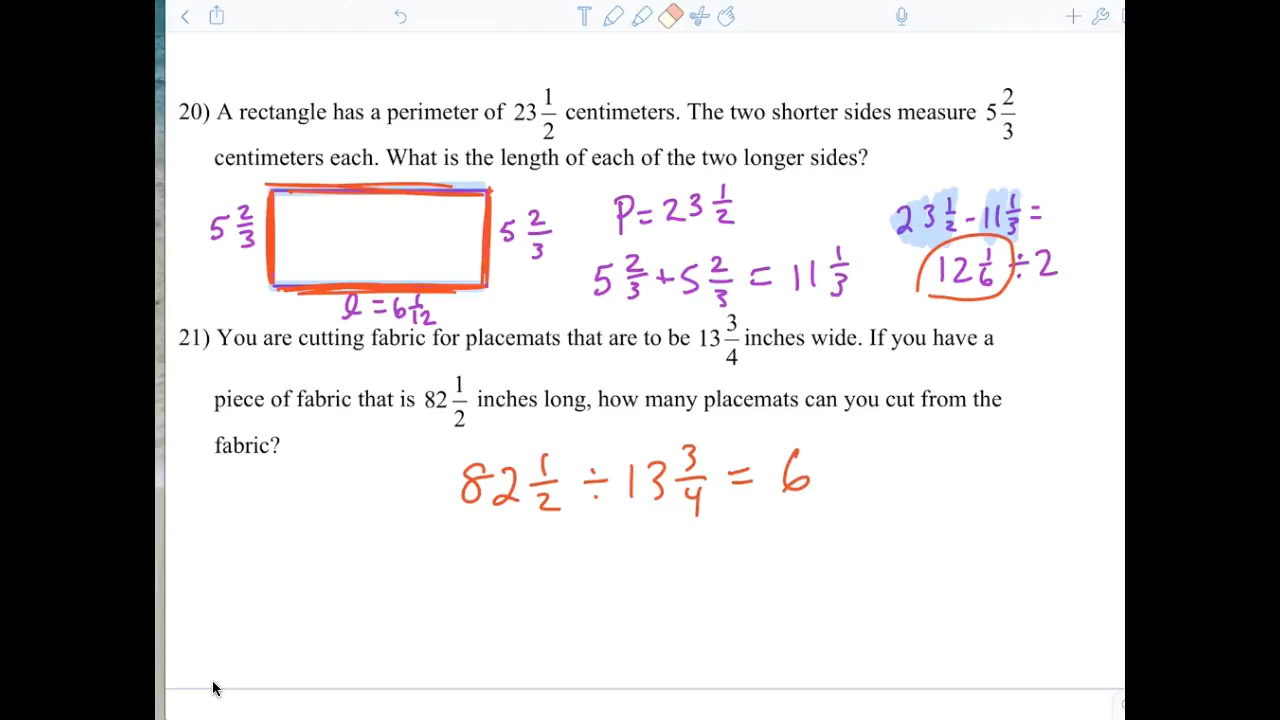 20) A rectangle has a perimeter of 23 1/2 centimeters. The two shorter sides measure 5 2/3
centimeters each. What is the length of each of the two longer sides?
5 2/3
5 2/3
l = 6 1/12
P = 23 1/2
5 2/3 + 5 2/3 = 11 1/3
23 1/2 - 11 1/3 =
12 1/6 ÷ 2
21) You are cutting fabric for placemats that are to be 13 3/4 inches wide. If you have a
piece of fabric that is 82 1/2 inches long, how many placemats can you cut from the
fabric?
82 1/2 ÷ 13 3/4 = 6